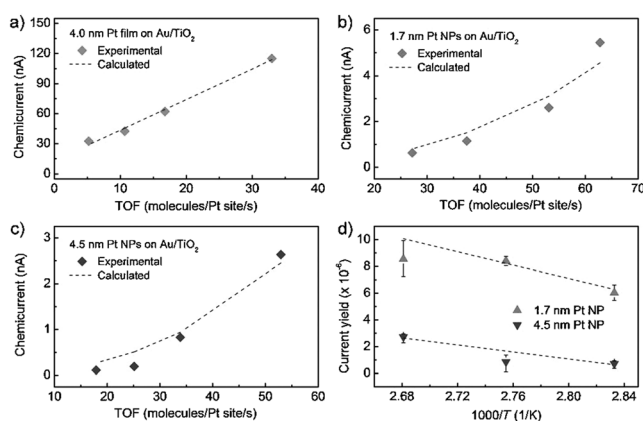 a)
4.0 nm Pt film on Au/TiO2
Experimental
Calculated
Chemicurrent (nA)
150
120
90
60
30
0
0 10 20 30 40
TOF (molecules/Pt site/s)
b)
1.7 nm Pt NPs on Au/TiO2
Experimental
Calculated
Chemicurrent (nA)
6
4
2
0
20 30 40 50 60 70
TOF (molecules/Pt site/s)
c)
4.5 nm Pt NPs on Au/TiO2
Experimental
Calculated
Chemicurrent (nA)
3
2
1
0
10 20 30 40 50 60
TOF (molecules/Pt site/s)
d)
Current yield (x 10-6)
10
8
6
4
2
0
1.7 nm Pt NP
4.5 nm Pt NP
2.68 2.72 2.76 2.80 2.84
1000/T (1/K)